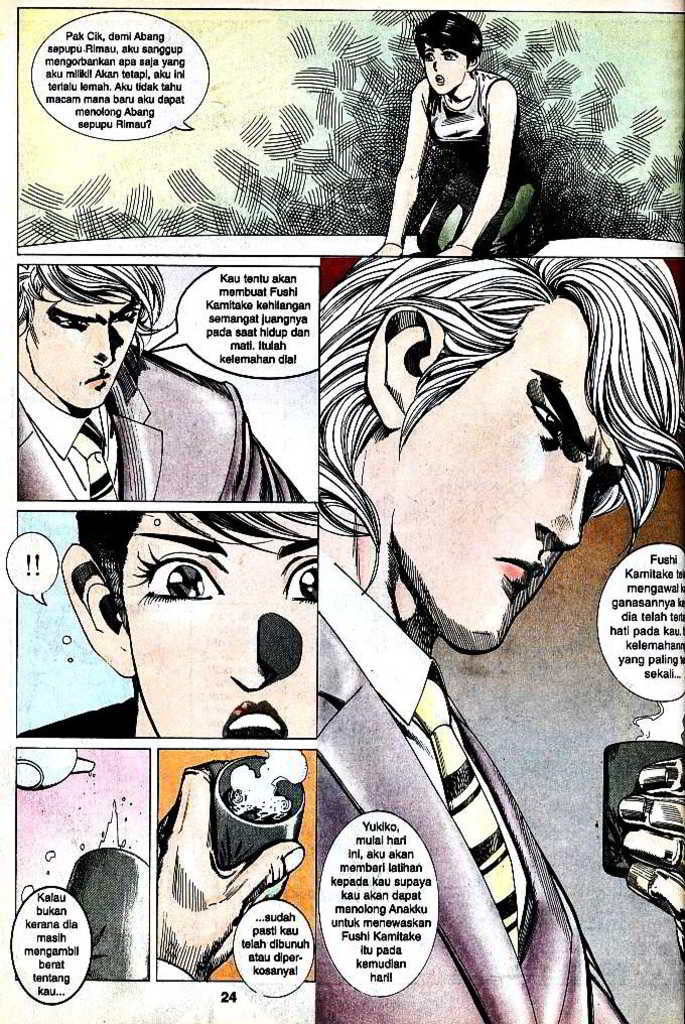 Pak Cik, demi Abang
sepupu Rimau, aku sanggup
mengorbankan apa saja yang
aku miliki! Akan tetapi, aku ini
terlalu lemah. Aku tidak tahu
macam mana baru aku dapat
menolong Abang
sepupu Rimau?
Kau tentu akan
membuat Fushi
Kamitake kehilangan
semangat juangnya
pada saat hidup dan
mati. Itulah
kelemahan dia!
!!
Fushi
Kamitake
mengawal
ganasannya
dia telah
hati pada kau.
kelemahan
yang paling
sekali...
Kalau
bukan
kerana dia
masih
mengambil
berat
tentang
kau...
...sudah
pasti kau
telah dibunuh
atau diper-
kosanya!
Yukiko,
mulai hari
ini, aku akan
memberi latihan
kepada kau supaya
kau akan dapat
menolong Anakku
untuk menewaskan
Fushi Kamitake
itu pada
kemudian
hari!
24